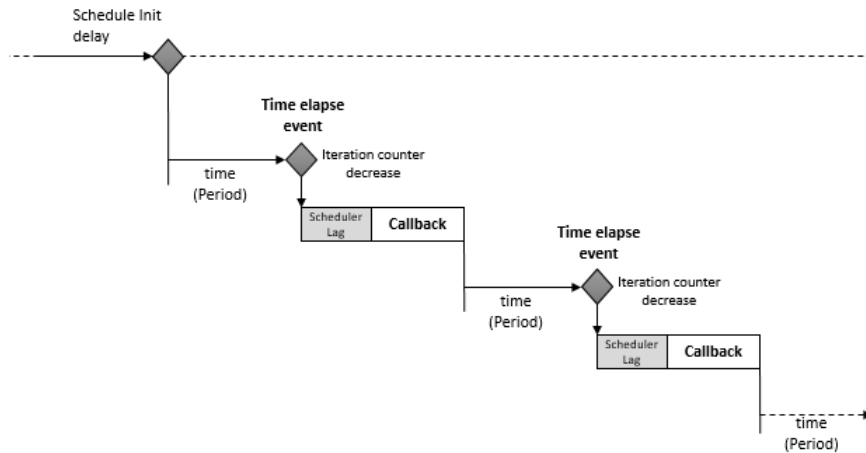 Schedule Init
delay
Time elapse
event
Iteration counter
decrease
time
(Period)
Scheduler
Lag
Callback
Time elapse
event
Iteration counter
decrease
time
(Period)
Scheduler
Lag
Callback
time
(Period)